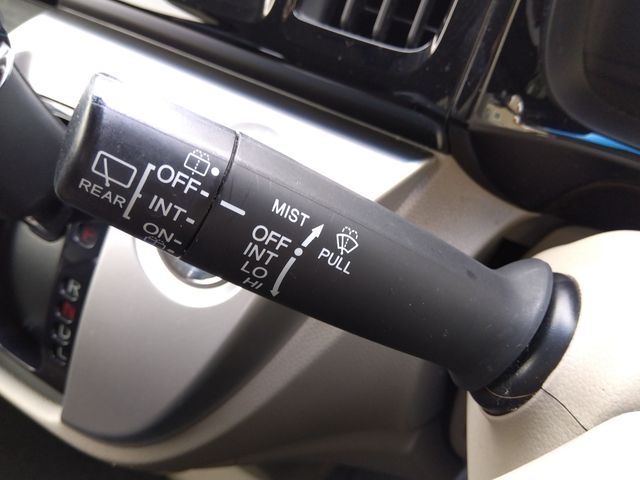 REAR
OFF
INT
ON
MIST
OFF
INT
LO
HI
PULL
R